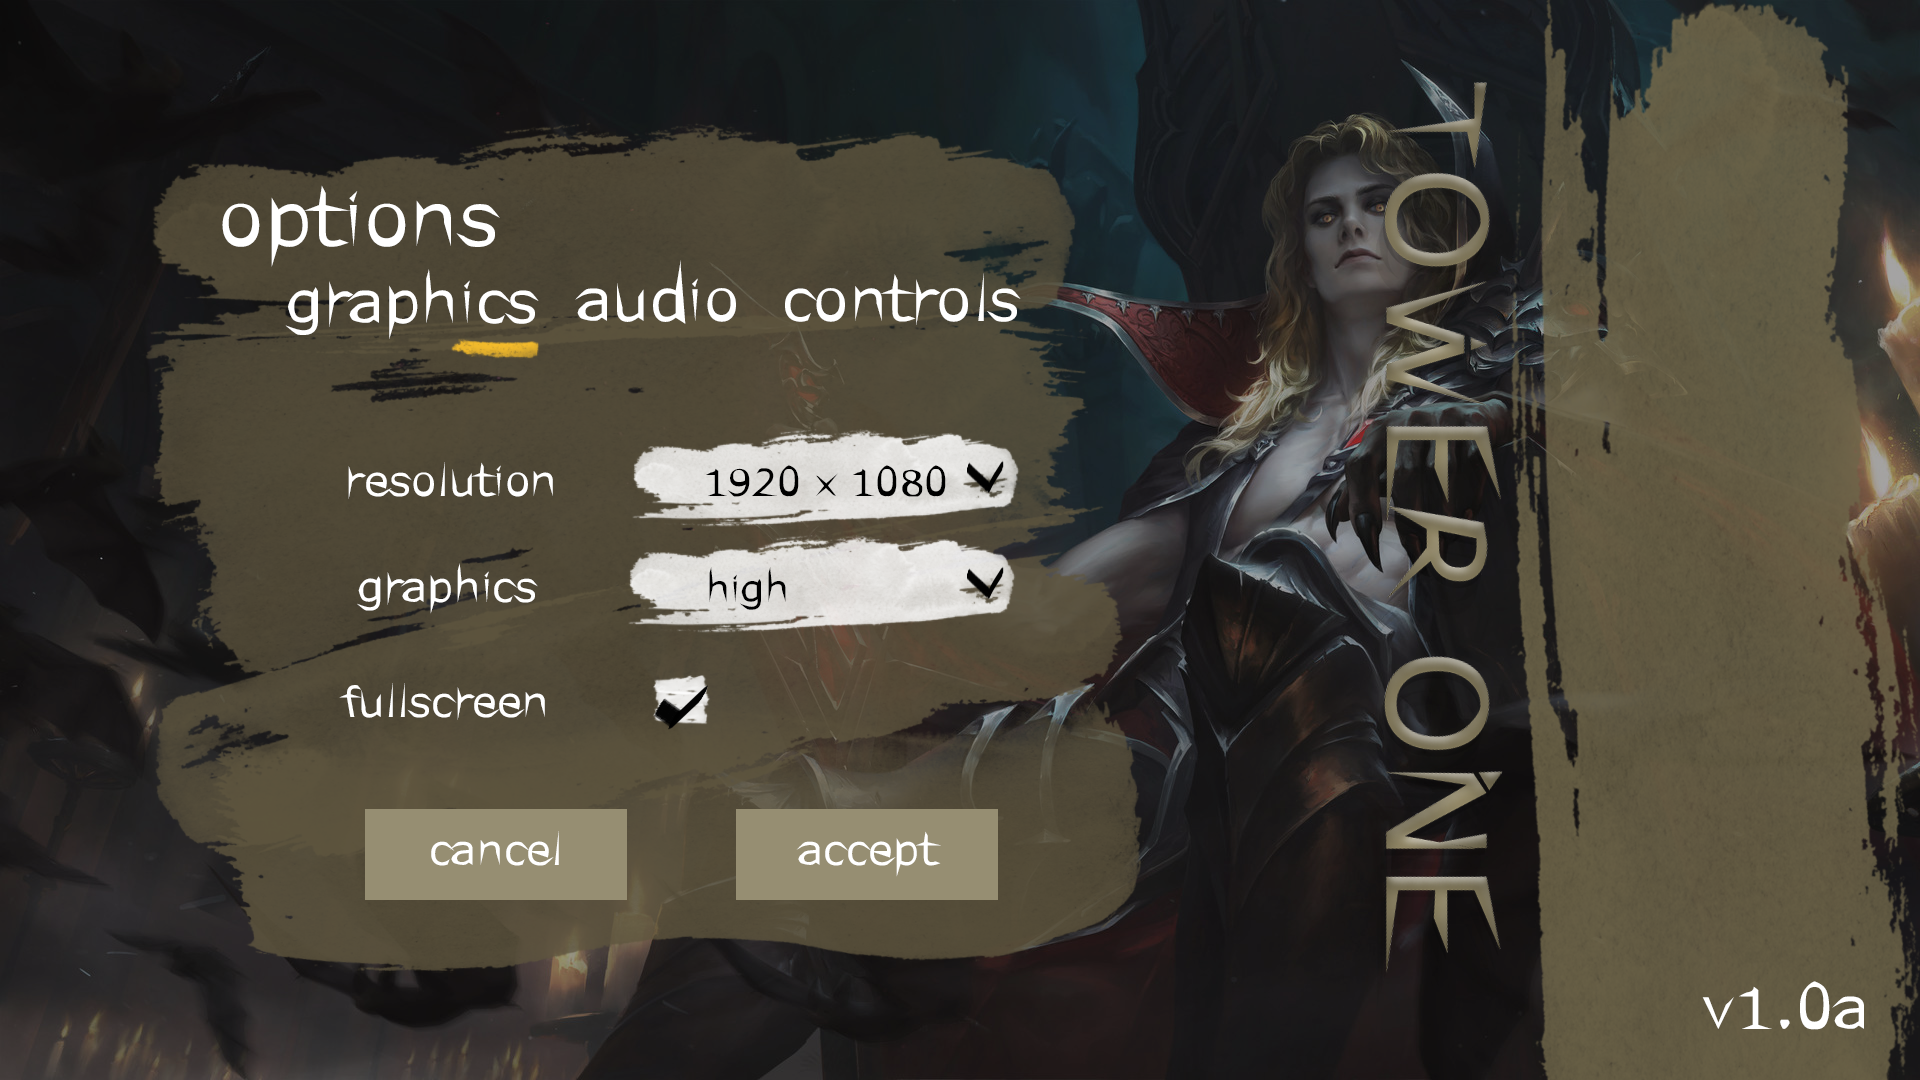 options
graphics audio controls
resolution 1920 × 1080
graphics high
fullscreen
cancel accept
TOWER ONE
v1.0a